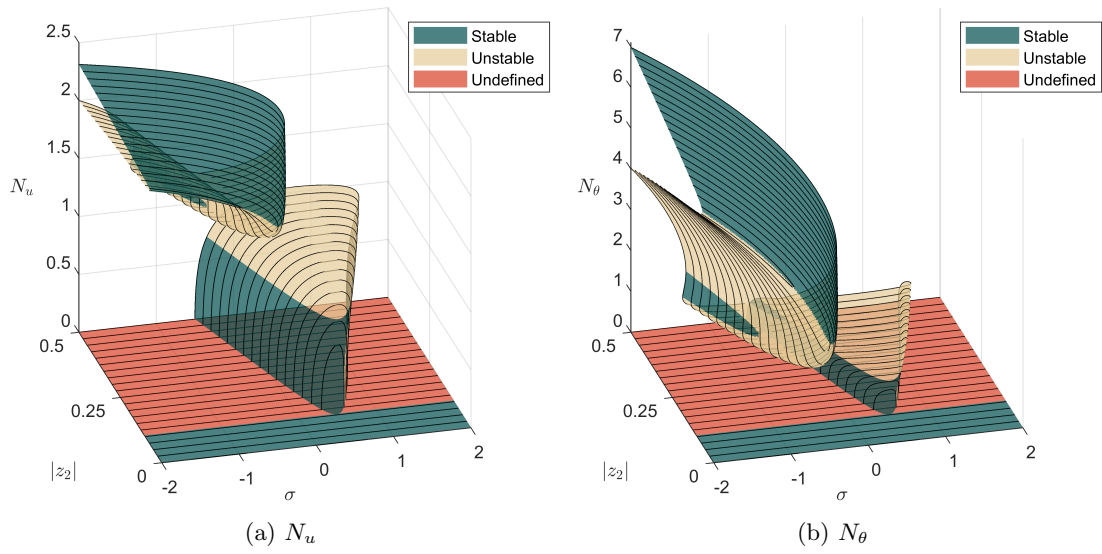 2.5
2
1.5
1
0.5
0
N_u
0.5
0.25
0
|z_2|
-2
-1
0
1
2
σ
Stable
Unstable
Undefined
(a) N_u
7
6
5
4
3
2
1
0
N_θ
0.5
0.25
0
|z_2|
-2
-1
0
1
2
σ
Stable
Unstable
Undefined
(b) N_θ